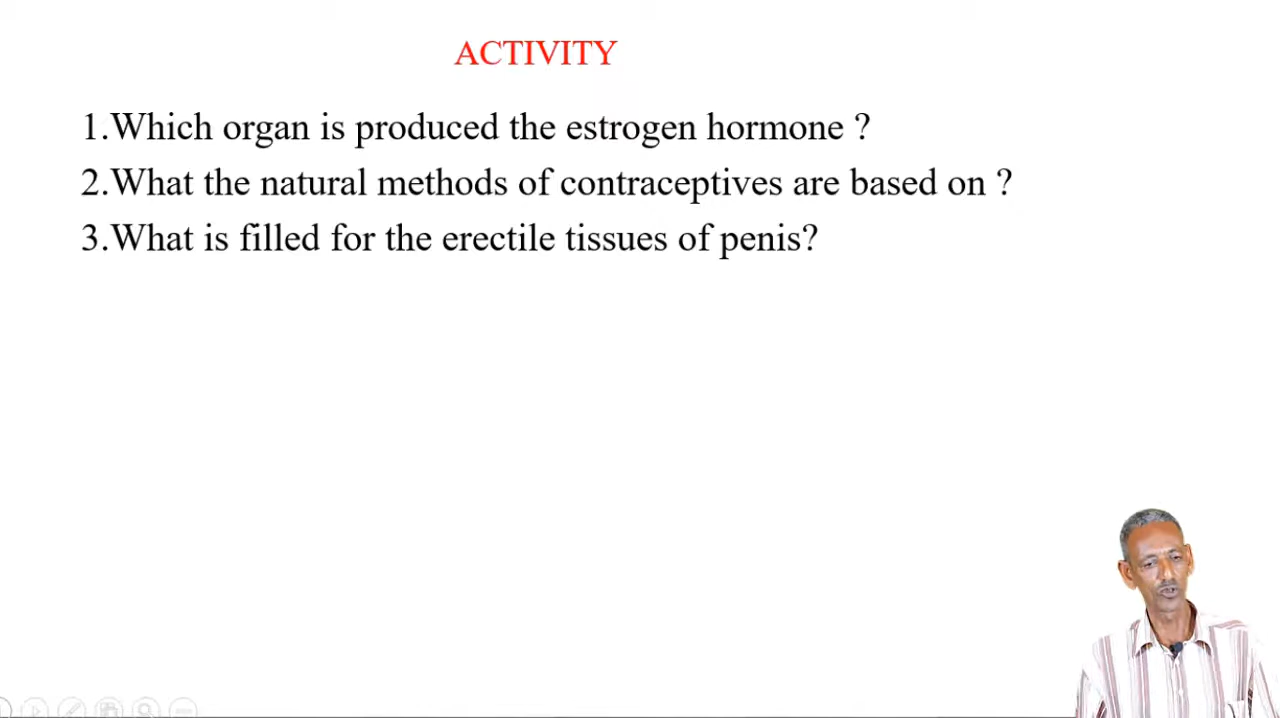 ACTIVITY
1.Which organ is produced the estrogen hormone ?
2.What the natural methods of contraceptives are based on ?
3.What is filled for the erectile tissues of penis?